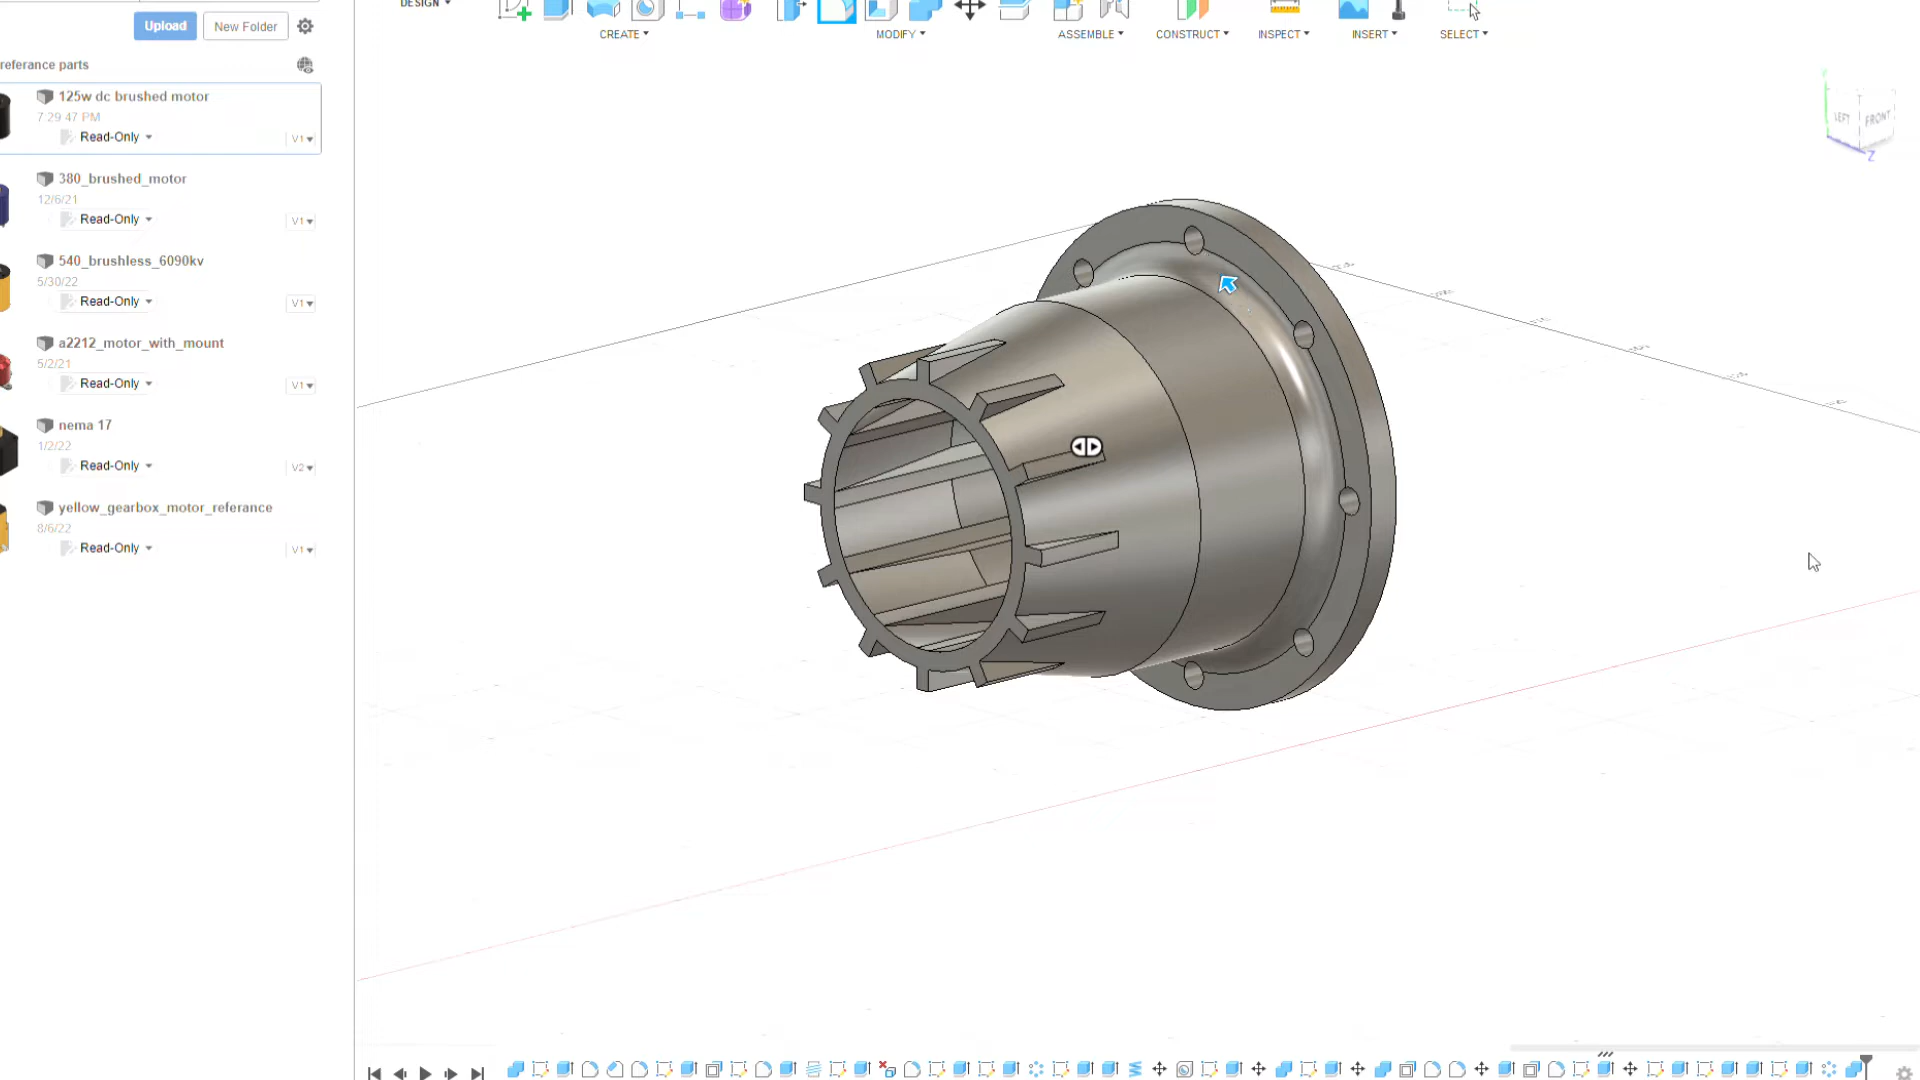 DESIGN
Upload
New Folder
CREATE
MODIFY
ASSEMBLE
CONSTRUCT
INSPECT
INSERT
SELECT
referance parts
125w dc brushed motor
7:29:47 PM
Read-Only
V1
380_brushed_motor
12/6/21
Read-Only
V1
540_brushless_6090kv
5/30/22
Read-Only
V1
a2212_motor_with_mount
5/2/21
Read-Only
V1
nema 17
1/2/22
Read-Only
V2
yellow_gearbox_motor_referance
8/6/22
Read-Only
V1
LEFT
FRONT
Z